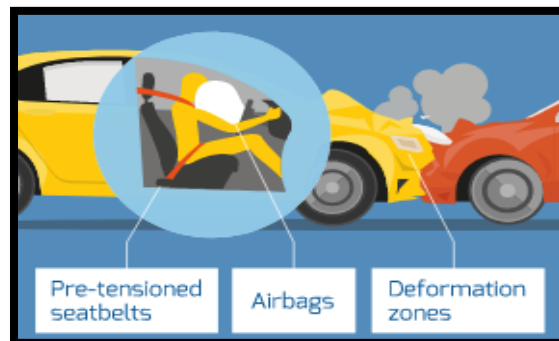 Pre-tensioned
seatbelts
Airbags
Deformation
zones